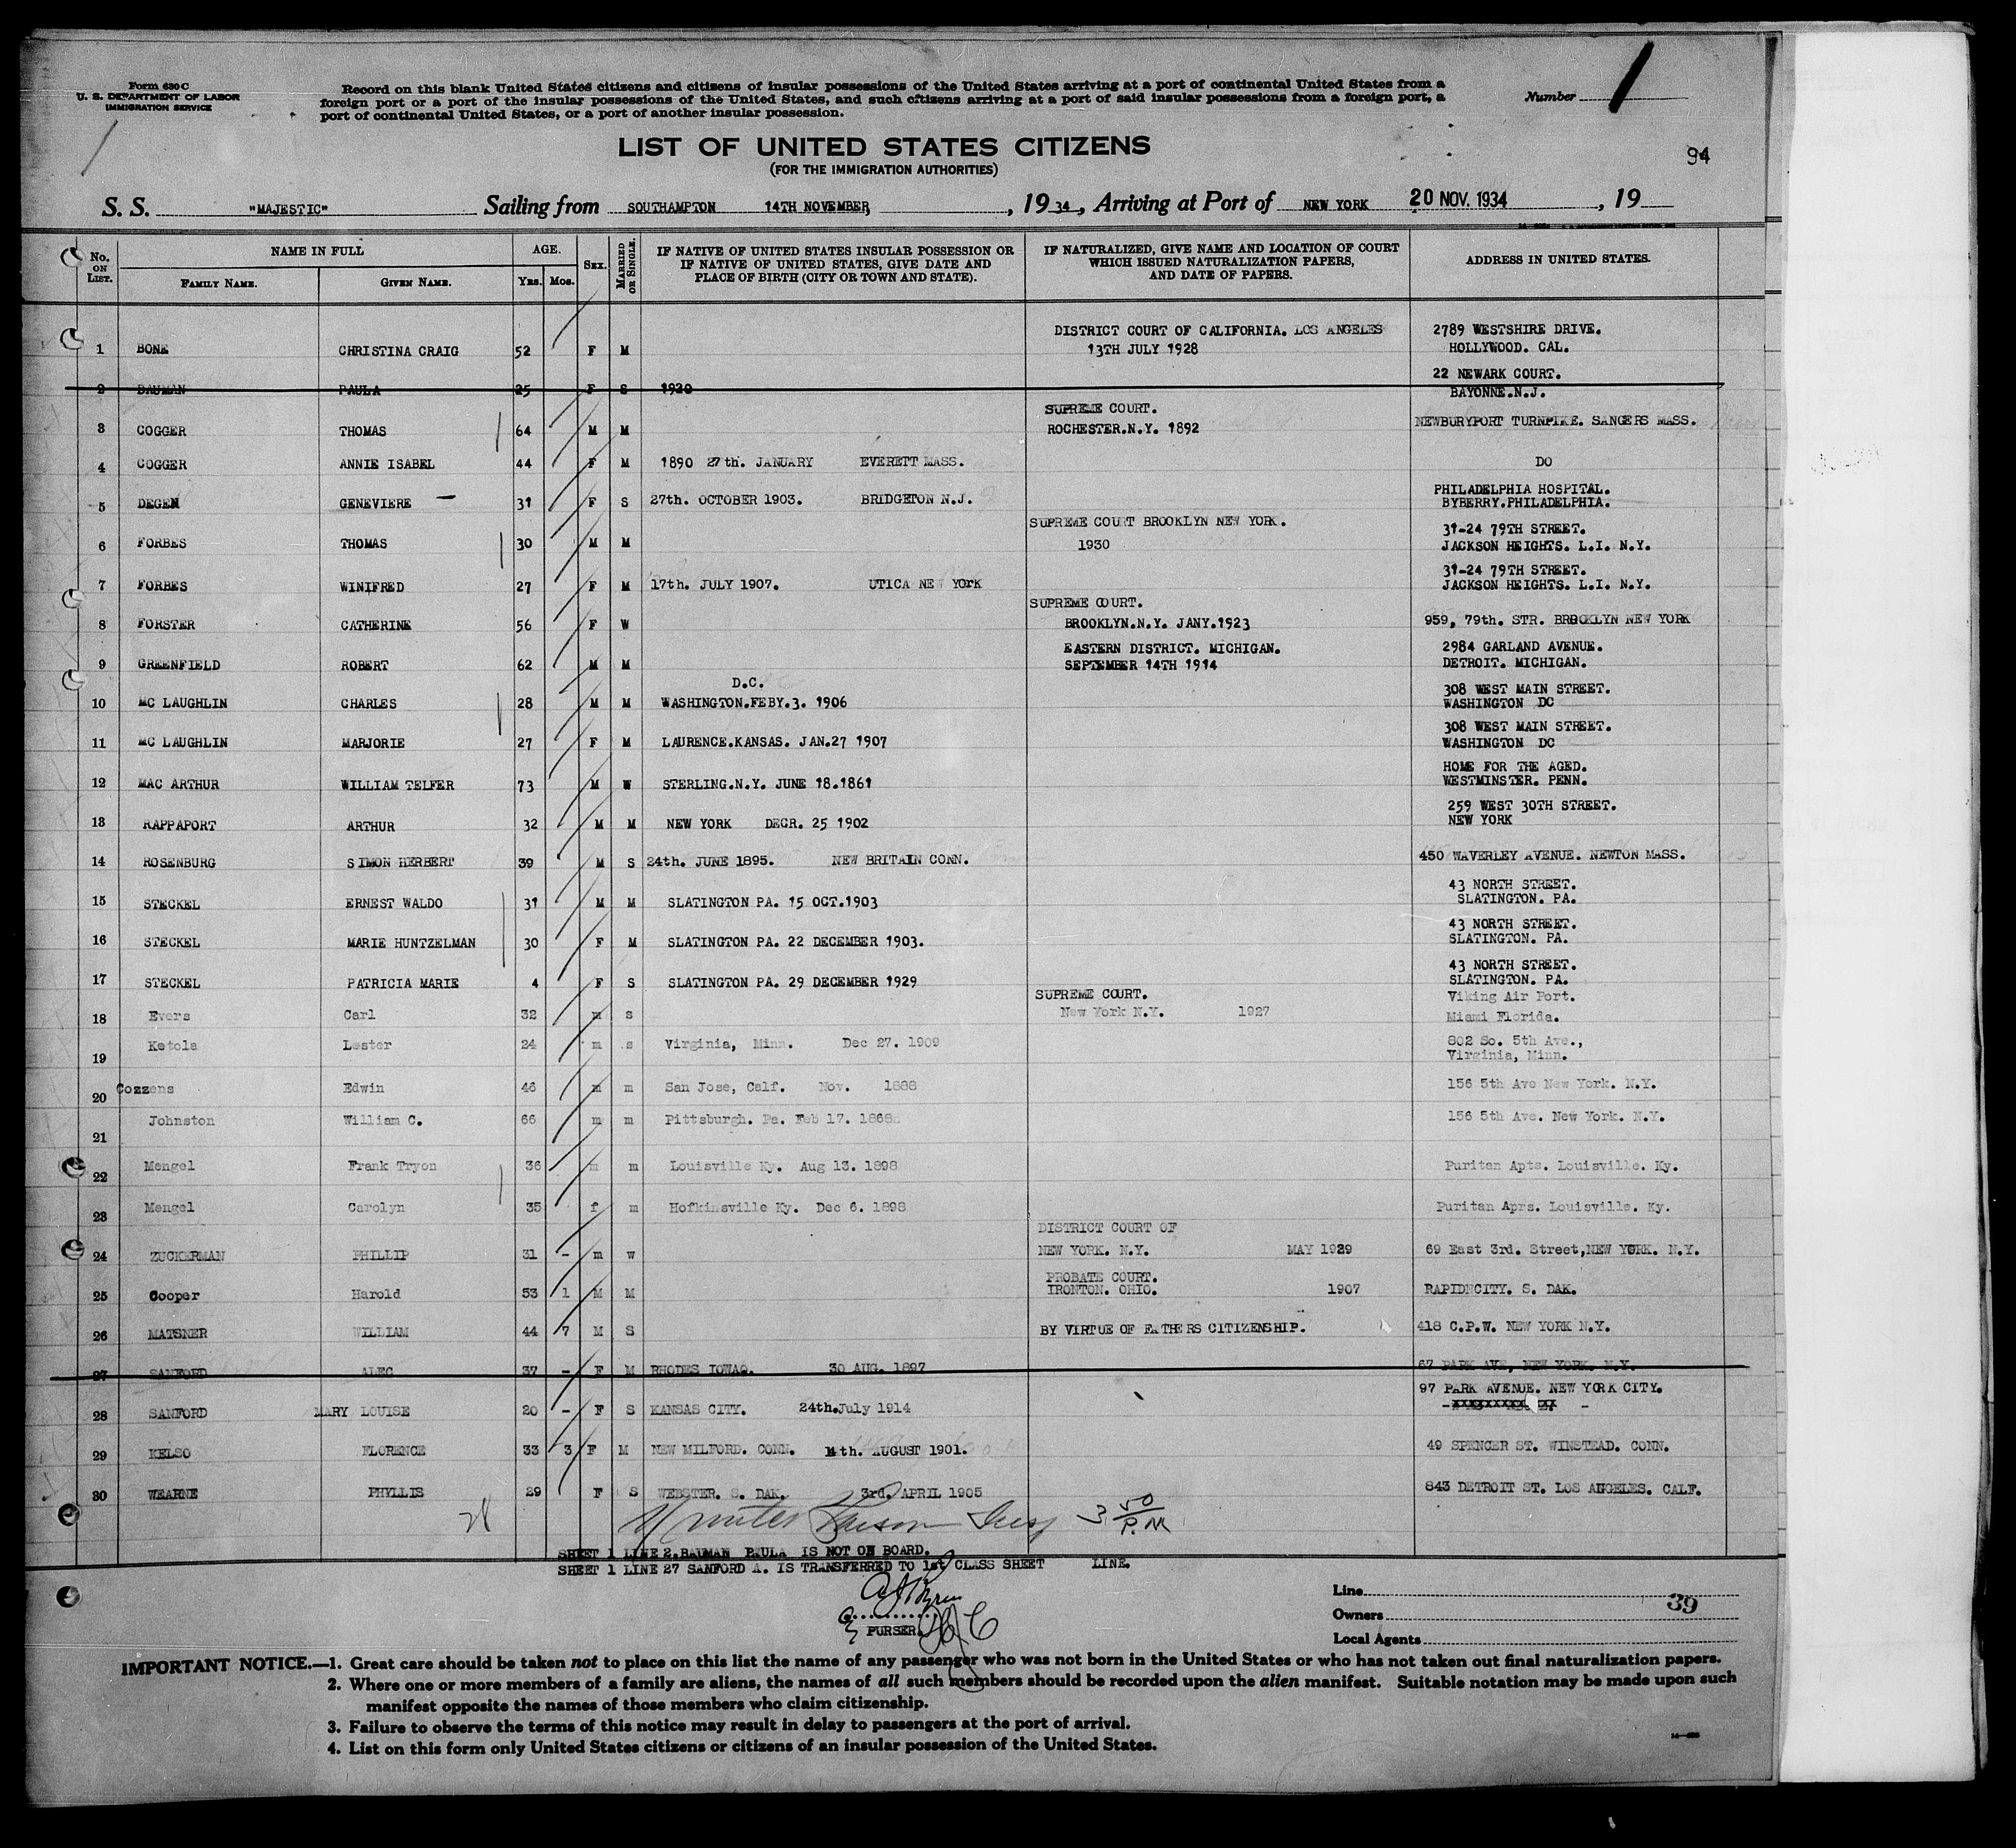 Form 630 C
U. S. DEPARTMENT OF LABOR
IMMIGRATION SERVICE
Record on this blank United States citizens and citizens of insular possessions of the United States arriving at a port of continental United States from a
foreign port or a port of the insular possessions of the United States, and such citizens arriving at a port of said insular possessions from a foreign port, a
port of continental United States, or a port of another insular possession.
Number 1
LIST OF UNITED STATES CITIZENS
(FOR THE IMMIGRATION AUTHORITIES)
94
S. S. "MAJESTIC" Sailing from SOUTHAMPTON 14TH NOVEMBER, 1934, Arriving at Port of NEW YORK 20 NOV. 1934, 19
No. ON LIST. NAME IN FULL FAMILY NAME. GIVEN NAME. AGE. YRS. MOS. SEX. MARRIED OR SINGLE. IF NATIVE OF UNITED STATES INSULAR POSSESSION OR IF NATIVE OF UNITED STATES, GIVE DATE AND PLACE OF BIRTH (CITY OR TOWN AND STATE). IF NATURALIZED, GIVE NAME AND LOCATION OF COURT WHICH ISSUED NATURALIZATION PAPERS, AND DATE OF PAPERS. ADDRESS IN UNITED STATES.
DISTRICT COURT OF CALIFORNIA. LOS ANGELES 2789 WESTSHIRE DRIVE.
1 BONE CHRISTINA CRAIG 52 F M 13TH JULY 1928 HOLLYWOOD. CAL.
22 NEWARK COURT.
2 BAUMAN PAULA 25 F S 1920 BAYONNE.N.J.
SUPREME COURT.
3 COGGER THOMAS 64 M M ROCHESTER.N.Y. 1892 NEWBURYPORT TURNPIKE. SANGERS MASS.
4 COGGER ANNIE ISABEL 44 F M 1890 27th. JANUARY EVERETT MASS. DO
PHILADELPHIA HOSPITAL.
5 DEGEN GENEVIERE 31 F S 27th. OCTOBER 1903. BRIDGETON N.J. BYBERRY.PHILADELPHIA.
SUPREME COURT BROOKLYN NEW YORK. 31-24 79TH STREET.
6 FORBES THOMAS 30 M M 1930 JACKSON HEIGHTS. L.I. N.Y.
31-24 79TH STREET.
7 FORBES WINIFRED 27 F M 17th. JULY 1907. UTICA NEW YORK JACKSON HEIGHTS. L.I. N.Y.
SUPREME COURT.
8 FORSTER CATHERINE 56 F W BROOKLYN.N.Y. JANY.1923 959, 79th. STR. BROOKLYN NEW YORK
EASTERN DISTRICT. MICHIGAN. 2984 GARLAND AVENUE.
9 GREENFIELD ROBERT 62 M M SEPTEMBER 14TH 1914 DETROIT. MICHIGAN.
D.C. 308 WEST MAIN STREET.
10 MC LAUGHLIN CHARLES 28 M M WASHINGTON.FEBY.3. 1906 WASHINGTON DC
308 WEST MAIN STREET.
11 MC LAUGHLIN MARJORIE 27 F M LAURENCE.KANSAS. JAN.27 1907 WASHINGTON DC
HOME FOR THE AGED.
12 MAC ARTHUR WILLIAM TELFER 73 M W STERLING.N.Y. JUNE 18.1861 WESTMINSTER. PENN.
259 WEST 30TH STREET.
13 RAPPAPORT ARTHUR 32 M M NEW YORK DECR. 25 1902 NEW YORK
14 ROSENBURG SIMON HERBERT 39 M S 24th. JUNE 1895. NEW BRITAIN CONN. 450 WAVERLEY AVENUE. NEWTON MASS.
43 NORTH STREET.
15 STECKEL ERNEST WALDO 31 M M SLATINGTON PA. 15 OCT.1903 SLATINGTON. PA.
43 NORTH STREET.
16 STECKEL MARIE HUNTZELMAN 30 F M SLATINGTON PA. 22 DECEMBER 1903. SLATINGTON. PA.
43 NORTH STREET.
17 STECKEL PATRICIA MARIE 4 F S SLATINGTON PA. 29 DECEMBER 1929 SLATINGTON. PA.
SUPREME COURT. Viking Air Port.
18 Evers Carl 32 m s New York N.Y. 1927 Miami Florida.
802 So. 5th Ave.,
19 Ketola Lester 24 m s Virginia, Minn. Dec 27. 1909 Virginia, Minn.
20 Cozzens Edwin 46 m m San Jose, Calf. Nov. 1888 156 5th Ave New York. N.Y.
21 Johnston William C. 66 m m Pittsburgh. Pa. Feb 17. 1868 156 5th Ave. New York. N.Y.
22 Mengel Frank Tryon 36 m m Louisville Ky. Aug 13. 1898 Puritan Apts. Louisville. Ky.
23 Mengel Carolyn 35 f m Hofkinsville Ky. Dec 6. 1898 Puritan Aprs. Louisville. Ky.
DISTRICT COURT OF
24 ZUCKERMAN PHILLIP 31 - m w NEW YORK. N.Y. MAY 1929 69 East 3rd. Street,NEW YORK. N.Y.
PROBATE COURT.
25 Cooper Harold 53 1 M M IRONTON. OHIO. 1907 RAPIDNCITY. S. DAK.
26 MATSNER WILLIAM 44 7 M S BY VIRTUE OF FATHERS CITIZENSHIP. 418 C.P.W. NEW YORK N.Y.
27 SANFORD ALEC 37 - F M RHODES IOWAQ. 30 AUG. 1897 67 PARK AVE, NEW YORK. N.Y.
97 PARK AVENUE. NEW YORK CITY.
28 SANFORD MARY LOUISE 20 - F S KANSAS CITY. 24th.July 1914
29 KELSO FLORENCE 33 3 F M NEW MILFORD. CONN. 14th. AUGUST 1901. 49 SPENCER ST. WINSTEAD. CONN.
30 WEARNE PHYLLIS 29 F S WEBSTER. S. DAK. 3rd. APRIL 1905 843 DETROIT ST. LOS ANGELES. CALF.
28 Insp 3 50 P.M
SHEET 1 LINE 2.BAUMAN PAULA IS NOT ON BOARD.
SHEET 1 LINE 27 SANFORD A. IS TRANSFERRED TO 1st CLASS SHEET LINE.
PURSER.
Line
Owners 39
Local Agents
IMPORTANT NOTICE.—1. Great care should be taken not to place on this list the name of any passenger who was not born in the United States or who has not taken out final naturalization papers.
2. Where one or more members of a family are aliens, the names of all such members should be recorded upon the alien manifest. Suitable notation may be made upon such
manifest opposite the names of those members who claim citizenship.
3. Failure to observe the terms of this notice may result in delay to passengers at the port of arrival.
4. List on this form only United States citizens or citizens of an insular possession of the United States.